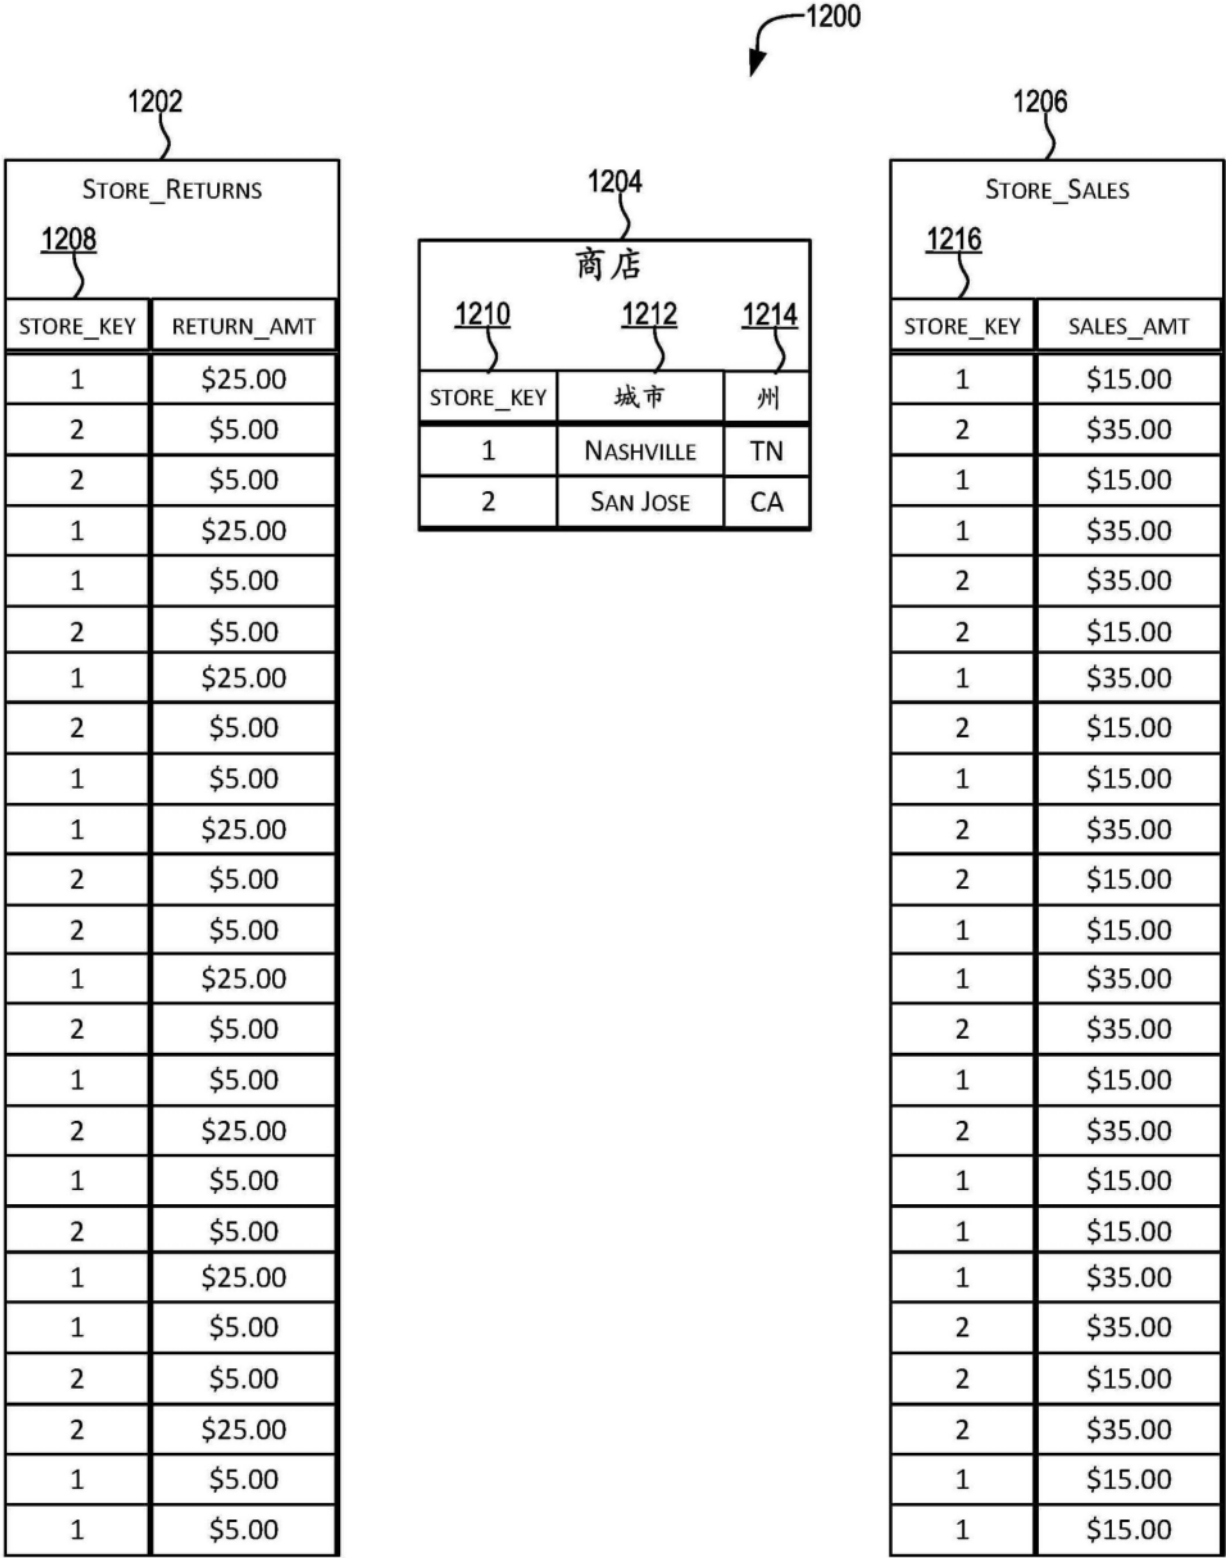 1200
1202
1206
STORE_RETURNS
1204
STORE_SALES
1208
商店
1216
1210 1212 1214
STORE_KEY RETURN_AMT
STORE_KEY SALES_AMT
STORE_KEY 城市 州
1 NASHVILLE TN
2 SAN JOSE CA
1 $25.00 1 $15.00
2 $5.00 2 $35.00
2 $5.00 1 $15.00
1 $25.00 1 $35.00
1 $5.00 2 $35.00
2 $5.00 2 $15.00
1 $25.00 1 $35.00
2 $5.00 2 $15.00
1 $5.00 1 $15.00
1 $25.00 2 $35.00
2 $5.00 2 $15.00
2 $5.00 1 $15.00
1 $25.00 1 $35.00
2 $5.00 2 $35.00
1 $5.00 1 $15.00
2 $25.00 2 $35.00
1 $5.00 1 $15.00
2 $5.00 1 $15.00
1 $25.00 1 $35.00
1 $5.00 2 $35.00
2 $5.00 2 $15.00
2 $25.00 2 $35.00
1 $5.00 1 $15.00
1 $5.00 1 $15.00